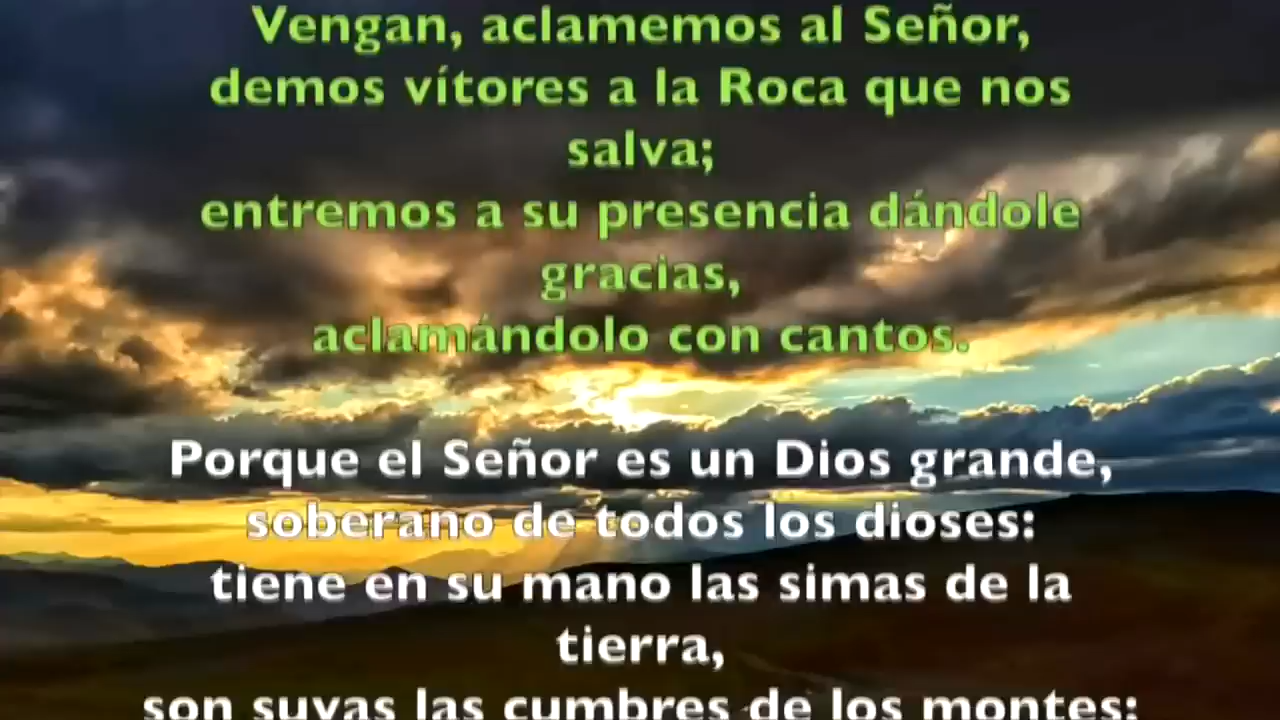 Vengan, aclamemos al Señor,
demos vítores a la Roca que nos
salva;
entremos a su presencia dándole
gracias,
aclamándolo con cantos.
Porque el Señor es un Dios grande,
soberano de todos los dioses:
tiene en su mano las simas de la
tierra,
son suyas las cumbres de los montes;